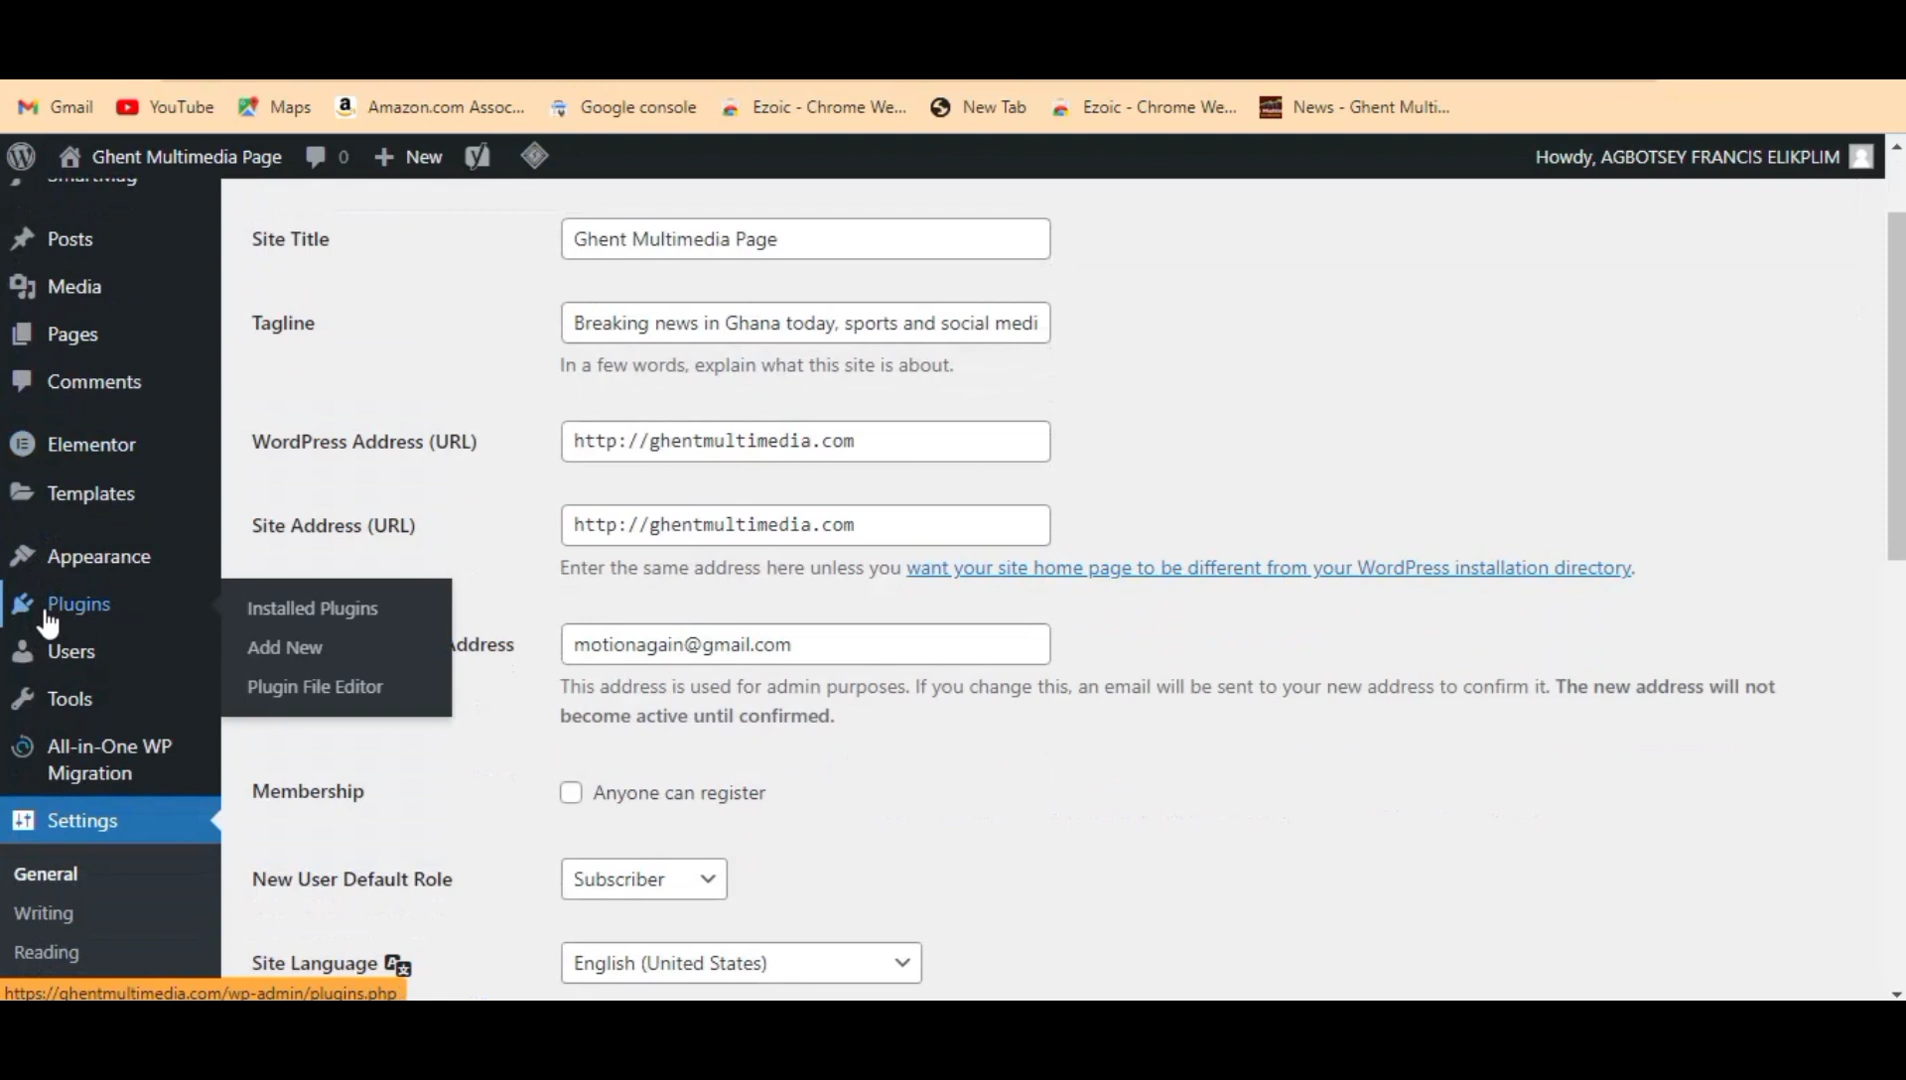 Gmail YouTube Maps Amazon.com Assoc... Google console Ezoic - Chrome We... New Tab Ezoic - Chrome We... News - Ghent Multi...
Ghent Multimedia Page 0 New Howdy, AGBOTSEY FRANCIS ELIKPLIM
SmartMag
Posts
Media
Pages
Comments
Elementor
Templates
Appearance
Plugins
Users
Tools
All-in-One WP
Migration
Settings
General
Writing
Reading
Installed Plugins
Add New
Plugin File Editor
Site Title Ghent Multimedia Page
Tagline Breaking news in Ghana today, sports and social medi
In a few words, explain what this site is about.
WordPress Address (URL) http://ghentmultimedia.com
Site Address (URL) http://ghentmultimedia.com
Enter the same address here unless you want your site home page to be different from your WordPress installation directory.
Address motionagain@gmail.com
This address is used for admin purposes. If you change this, an email will be sent to your new address to confirm it. The new address will not
become active until confirmed.
Membership Anyone can register
New User Default Role Subscriber
Site Language English (United States)
https://ghentmultimedia.com/wp-admin/plugins.php